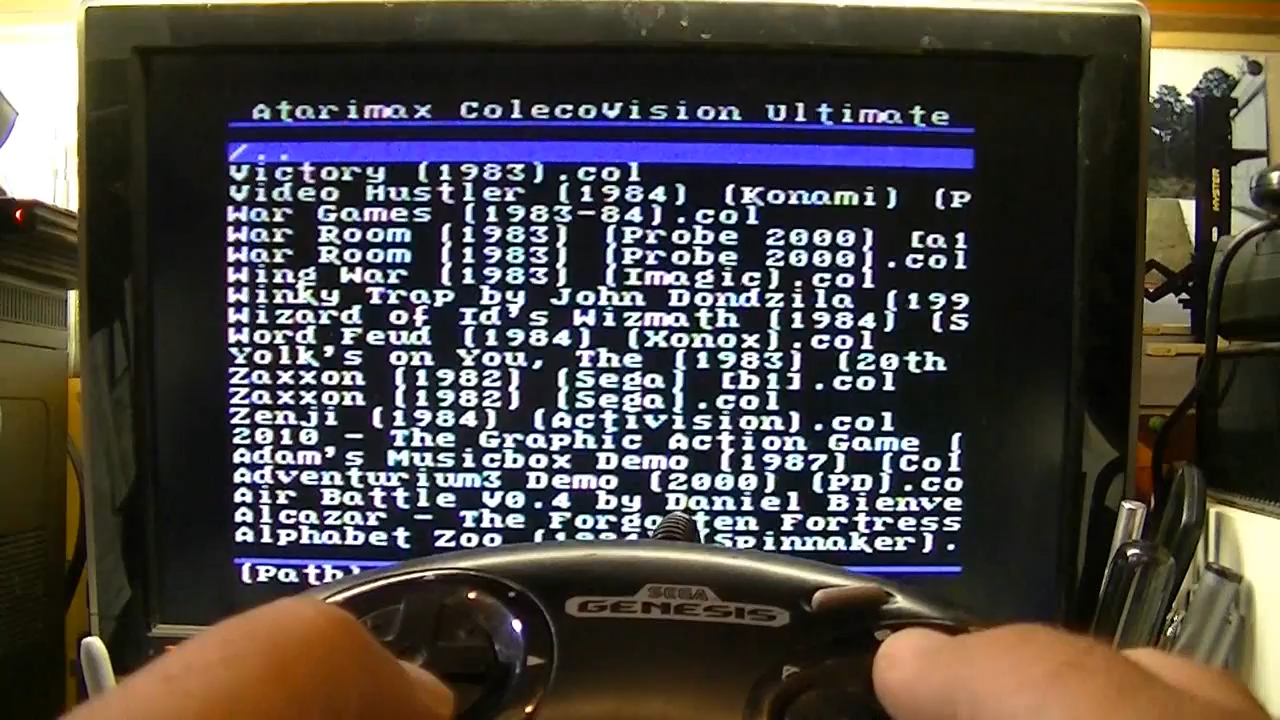 Atarimax ColecoVision Ultimate
/..
Victory (1983).col
Video Hustler (1984) (Konami) (P
War Games (1983-84).col
War Room (1983) (Probe 2000) [a1
War Room (1983) (Probe 2000).col
Wing War (1983) (Imagic).col
Winky Trap by John Dondzila (199
Wizard of Id's Wizmath (1984) (S
Word Feud (1984) (Xonox).col
Yolk's on You, The (1983) (20th
Zaxxon (1982) (Sega) [b1].col
Zaxxon (1982) (Sega).col
Zenji (1984) (Activision).col
2010 - The Graphic Action Game (
Adam's Musicbox Demo (1987) (Col
Adventurium3 Demo (2000) (PD).co
Air Battle V0.4 by Daniel Bienve
Alcazar - The Forgotten Fortress
Alphabet Zoo (1984) (Spinnaker).
(Path)
SEGA
GENESIS
HYSTER